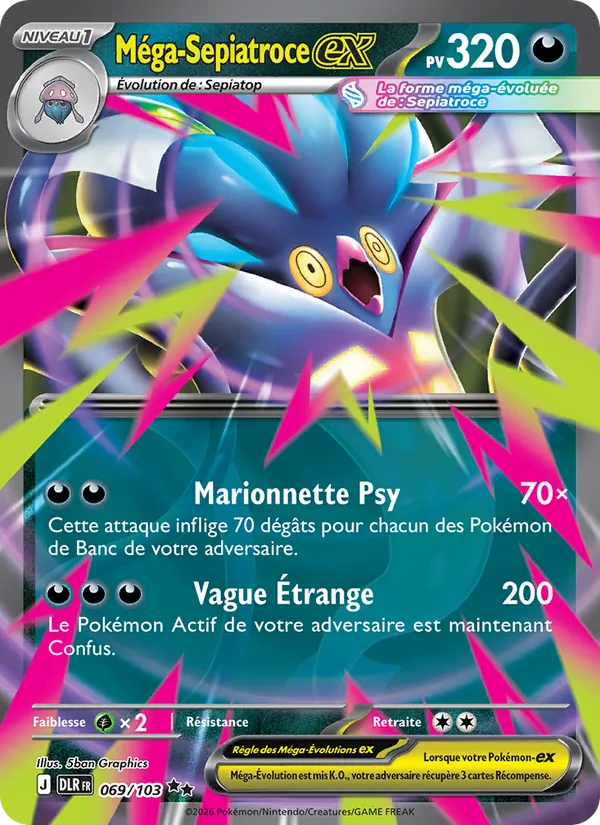 NIVEAU 1
Méga-Sepiatroce ex
PV 320
Évolution de : Sepiatop
La forme méga-évoluée
de : Sepiatroce
Marionnette Psy 70×
Cette attaque inflige 70 dégâts pour chacun des Pokémon
de Banc de votre adversaire.
Vague Étrange 200
Le Pokémon Actif de votre adversaire est maintenant
Confus.
Faiblesse × 2 Résistance Retraite
Illus. 5ban Graphics
Règle des Méga-Évolutions ex
Lorsque votre Pokémon-ex
Méga-Évolution est mis K.O., votre adversaire récupère 3 cartes Récompense.
J DLR FR 069/103
©2026 Pokémon/Nintendo/Creatures/GAME FREAK